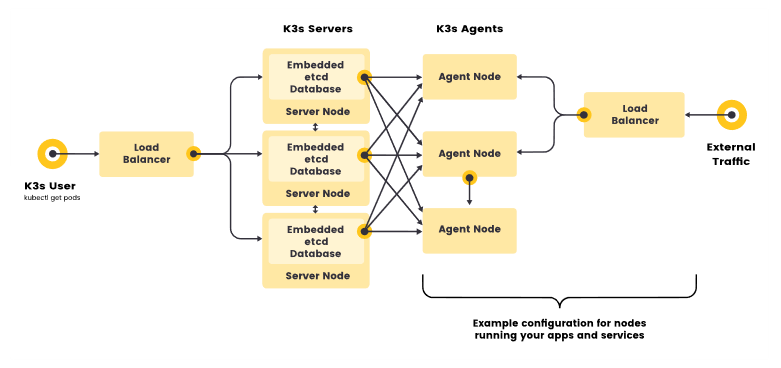 K3s Servers
K3s Agents
Embedded
etcd
Database
Server Node
Embedded
etcd
Database
Server Node
Embedded
etcd
Database
Server Node
Agent Node
Agent Node
Agent Node
Load
Balancer
K3s User
kubectl get pods
Load
Balancer
External
Traffic
Example configuration for nodes
running your apps and services